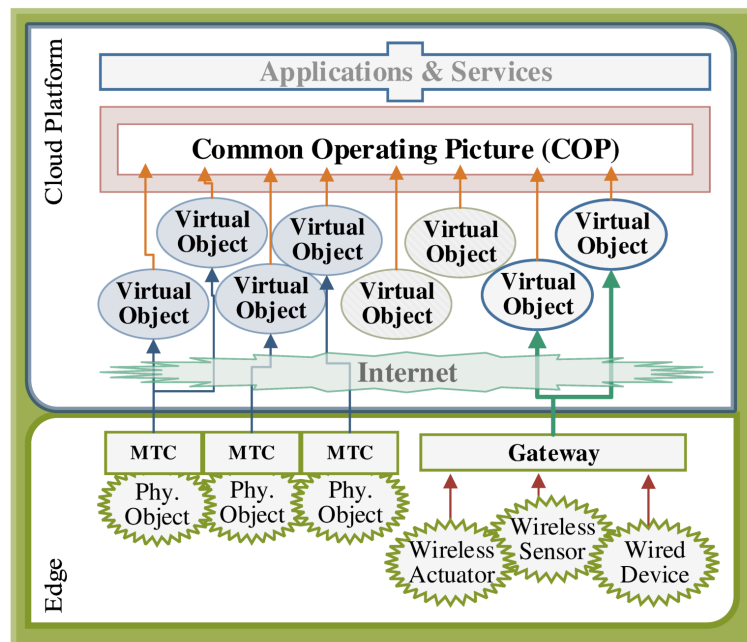 Cloud Platform
Applications & Services
Common Operating Picture (COP)
Virtual
Object
Virtual
Object
Virtual
Object
Virtual
Object
Virtual
Object
Virtual
Object
Virtual
Object
Virtual
Object
Internet
Edge
MTC
MTC
MTC
Gateway
Phy.
Object
Phy.
Object
Phy.
Object
Wireless
Actuator
Wireless
Sensor
Wired
Device